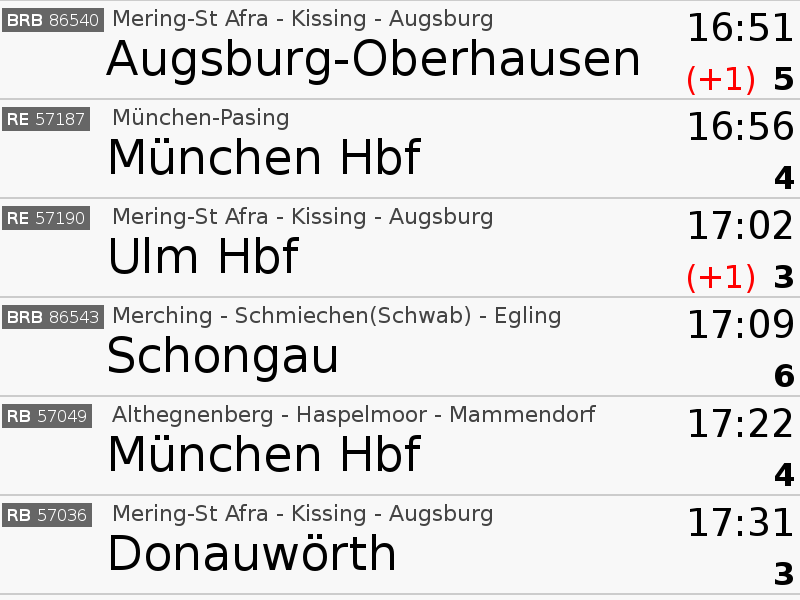 BRB 86540 Mering-St Afra - Kissing - Augsburg 16:51
Augsburg-Oberhausen (+1) 5
RE 57187 München-Pasing 16:56
München Hbf 4
RE 57190 Mering-St Afra - Kissing - Augsburg 17:02
Ulm Hbf (+1) 3
BRB 86543 Merching - Schmiechen(Schwab) - Egling 17:09
Schongau 6
RB 57049 Althegnenberg - Haspelmoor - Mammendorf 17:22
München Hbf 4
RB 57036 Mering-St Afra - Kissing - Augsburg 17:31
Donauwörth 3